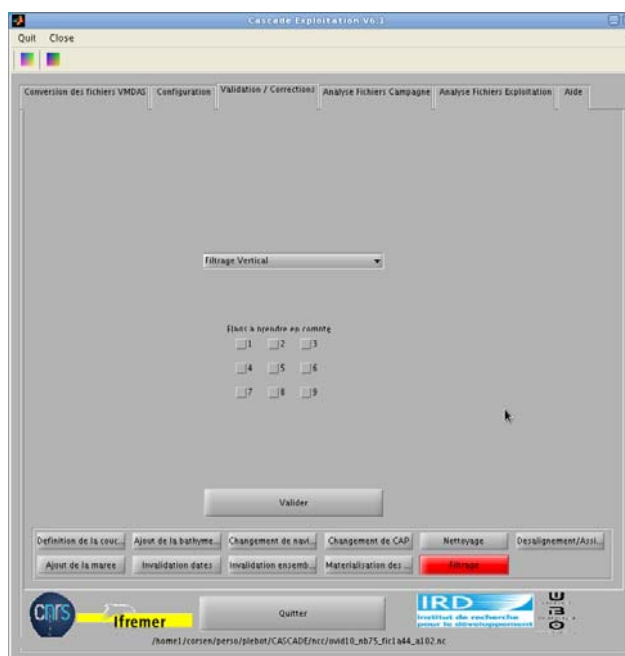 Cascade Exploitation V6.1
Quit Close
Conversion des fichiers VMDAS Configuration Validation / Corrections Analyse Fichiers Campagne Analyse Fichiers Exploitation Aide
Filtrage Vertical
Flags a prendre en compte
1 2 3
4 5 6
7 8 9
Valider
Definition de la couc... Ajout de la bathyme... Changement de navi... Changement de CAP Nettoyage Desalignement/Assi...
Ajout de la maree Invalidation dates Invalidation ensemb... Materialisation des ... Filtrage
cnrs Ifremer Quitter IRD
Institut de recherche
pour le développement
/home1/corsen/perso/plebot/CASCADE/ncc/ovid10_nb75_fic1a44_a102.nc